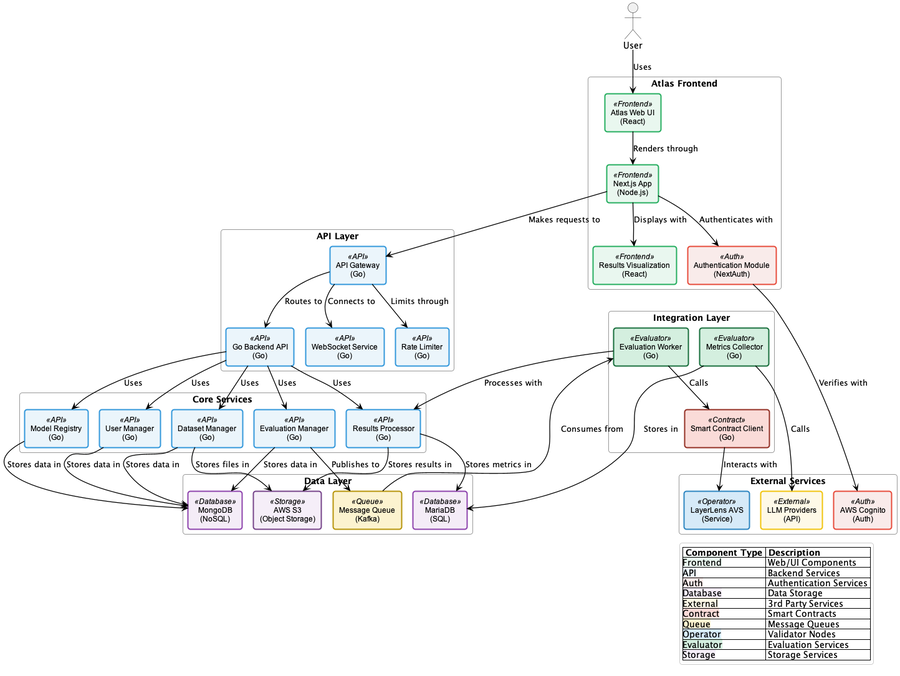 User
Uses
Atlas Frontend
«Frontend»
Atlas Web UI
(React)
Renders through
«Frontend»
Next.js App
(Node.js)
Makes requests to
Displays with
Authenticates with
API Layer
«API»
API Gateway
(Go)
«Frontend»
Results Visualization
(React)
«Auth»
Authentication Module
(NextAuth)
Routes to
Connects to
Limits through
Integration Layer
«API»
Go Backend API
(Go)
«API»
WebSocket Service
(Go)
«API»
Rate Limiter
(Go)
«Evaluator»
Evaluation Worker
(Go)
«Evaluator»
Metrics Collector
(Go)
Uses
Uses
Uses
Uses
Uses
Processes with
Calls
Verifies with
Core Services
«API»
Model Registry
(Go)
«API»
User Manager
(Go)
«API»
Dataset Manager
(Go)
«API»
Evaluation Manager
(Go)
«API»
Results Processor
(Go)
Consumes from
Stores in
«Contract»
Smart Contract Client
(Go)
Calls
Stores data in
Stores data in
Stores data in
Stores files in
Stores data in
Publishes to
Stores results in
Stores metrics in
Interacts with
Data Layer
«Database»
MongoDB
(NoSQL)
«Storage»
AWS S3
(Object Storage)
«Queue»
Message Queue
(Kafka)
«Database»
MariaDB
(SQL)
External Services
«Operator»
LayerLens AVS
(Service)
«External»
LLM Providers
(API)
«Auth»
AWS Cognito
(Auth)
Component Type Description
Frontend Web/UI Components
API Backend Services
Auth Authentication Services
Database Data Storage
External 3rd Party Services
Contract Smart Contracts
Queue Message Queues
Operator Validator Nodes
Evaluator Evaluation Services
Storage Storage Services